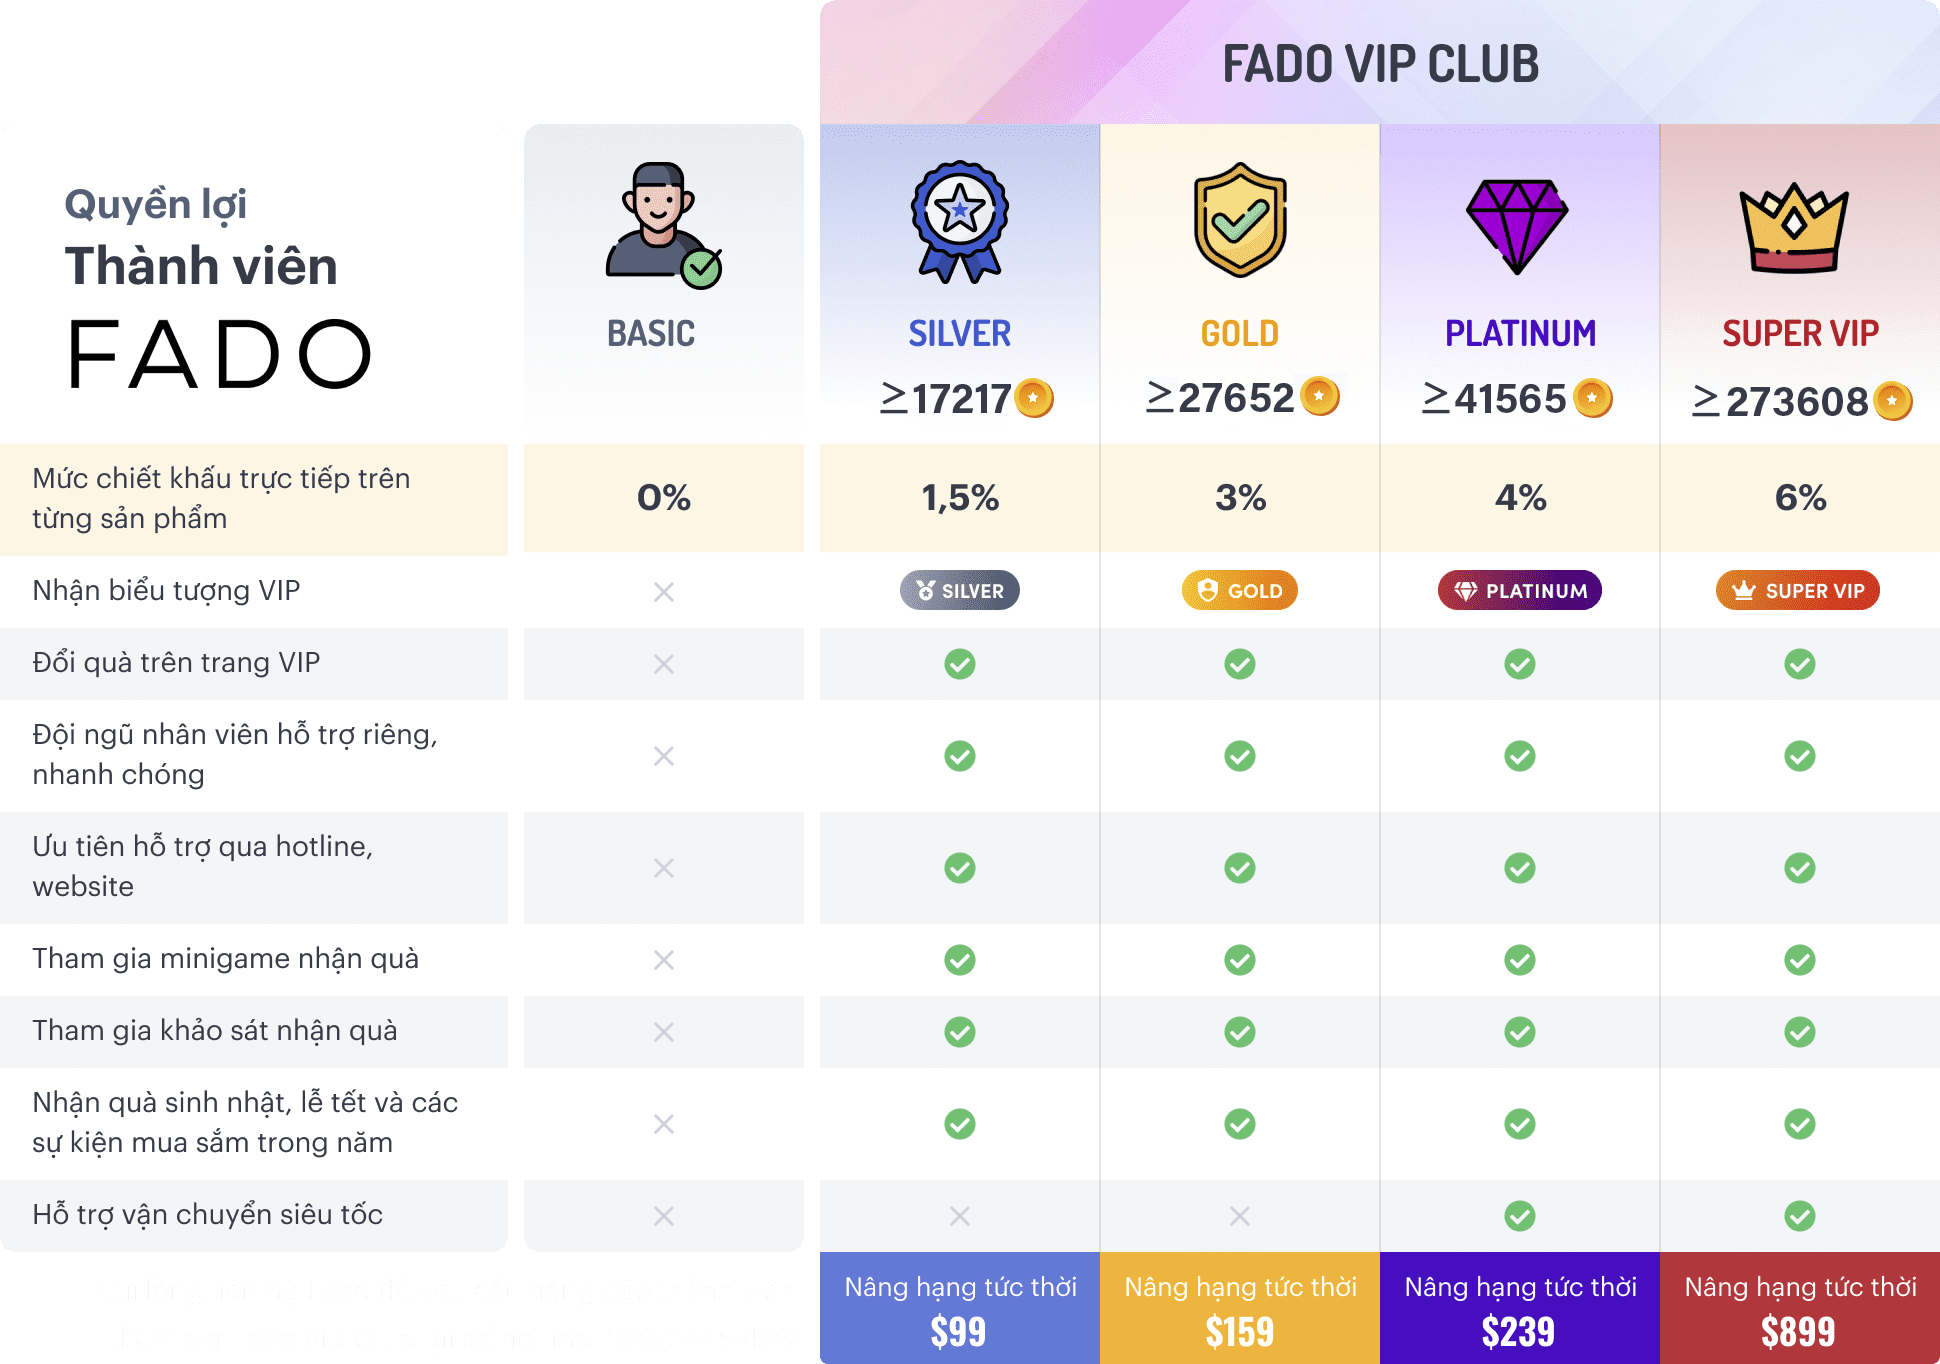 FADO VIP CLUB
Quyền lợi
Thành viên
FADO
BASIC
SILVER
≥17217
GOLD
≥27652
PLATINUM
≥41565
SUPER VIP
≥273608
Mức chiết khấu trực tiếp trên
từng sản phẩm
0%
1,5%
3%
4%
6%
Nhận biểu tượng VIP
SILVER
GOLD
PLATINUM
SUPER VIP
Đổi quà trên trang VIP
Đội ngũ nhân viên hỗ trợ riêng,
nhanh chóng
Ưu tiên hỗ trợ qua hotline,
website
Tham gia minigame nhận quà
Tham gia khảo sát nhận quà
Nhận quà sinh nhật, lễ tết và các
sự kiện mua sắm trong năm
Hỗ trợ vận chuyển siêu tốc
Nâng hạng tức thời
$99
Nâng hạng tức thời
$159
Nâng hạng tức thời
$239
Nâng hạng tức thời
$899